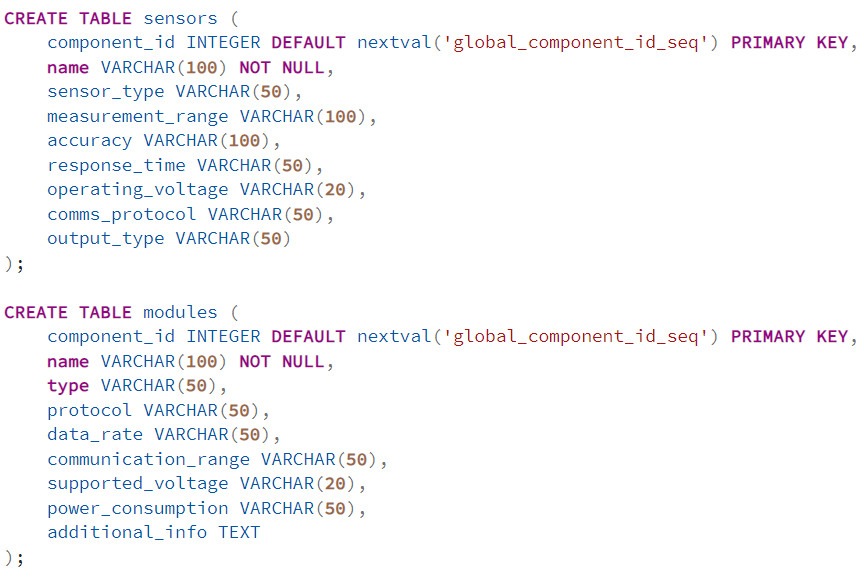 CREATE TABLE sensors (
    component_id INTEGER DEFAULT nextval('global_component_id_seq') PRIMARY KEY,
    name VARCHAR(100) NOT NULL,
    sensor_type VARCHAR(50),
    measurement_range VARCHAR(100),
    accuracy VARCHAR(100),
    response_time VARCHAR(50),
    operating_voltage VARCHAR(20),
    comms_protocol VARCHAR(50),
    output_type VARCHAR(50)
);

CREATE TABLE modules (
    component_id INTEGER DEFAULT nextval('global_component_id_seq') PRIMARY KEY,
    name VARCHAR(100) NOT NULL,
    type VARCHAR(50),
    protocol VARCHAR(50),
    data_rate VARCHAR(50),
    communication_range VARCHAR(50),
    supported_voltage VARCHAR(20),
    power_consumption VARCHAR(50),
    additional_info TEXT
);